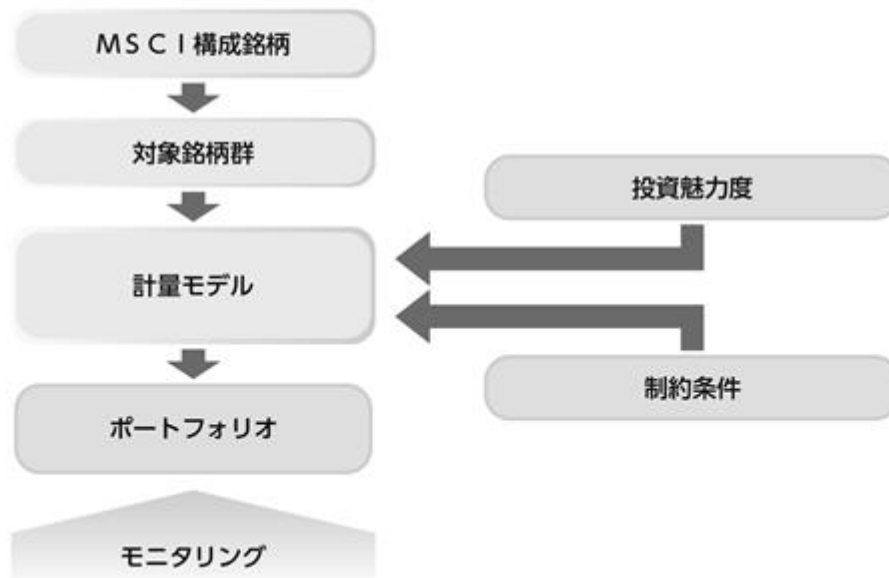 ＭＳＣＩ構成銘柄
対象銘柄群
投資魅力度
計量モデル
制約条件
ポートフォリオ
モニタリング